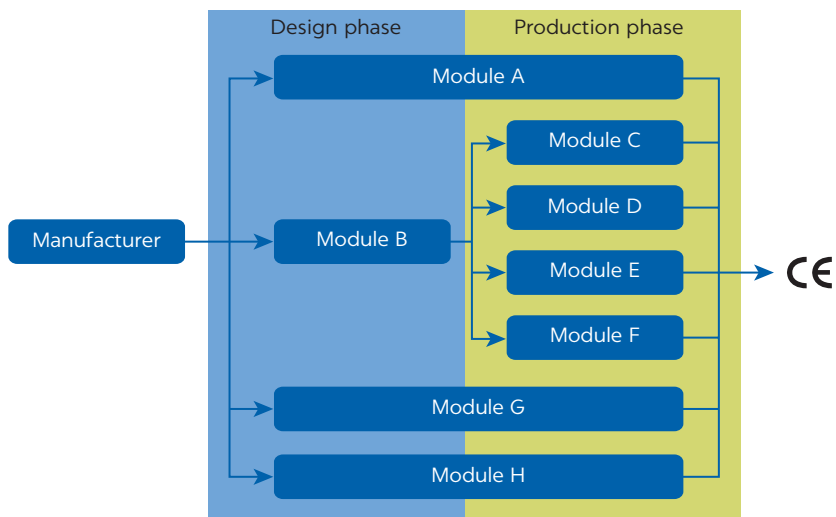 Design phase
Production phase
Module A
Module C
Module D
Manufacturer
Module B
Module E
CE
Module F
Module G
Module H